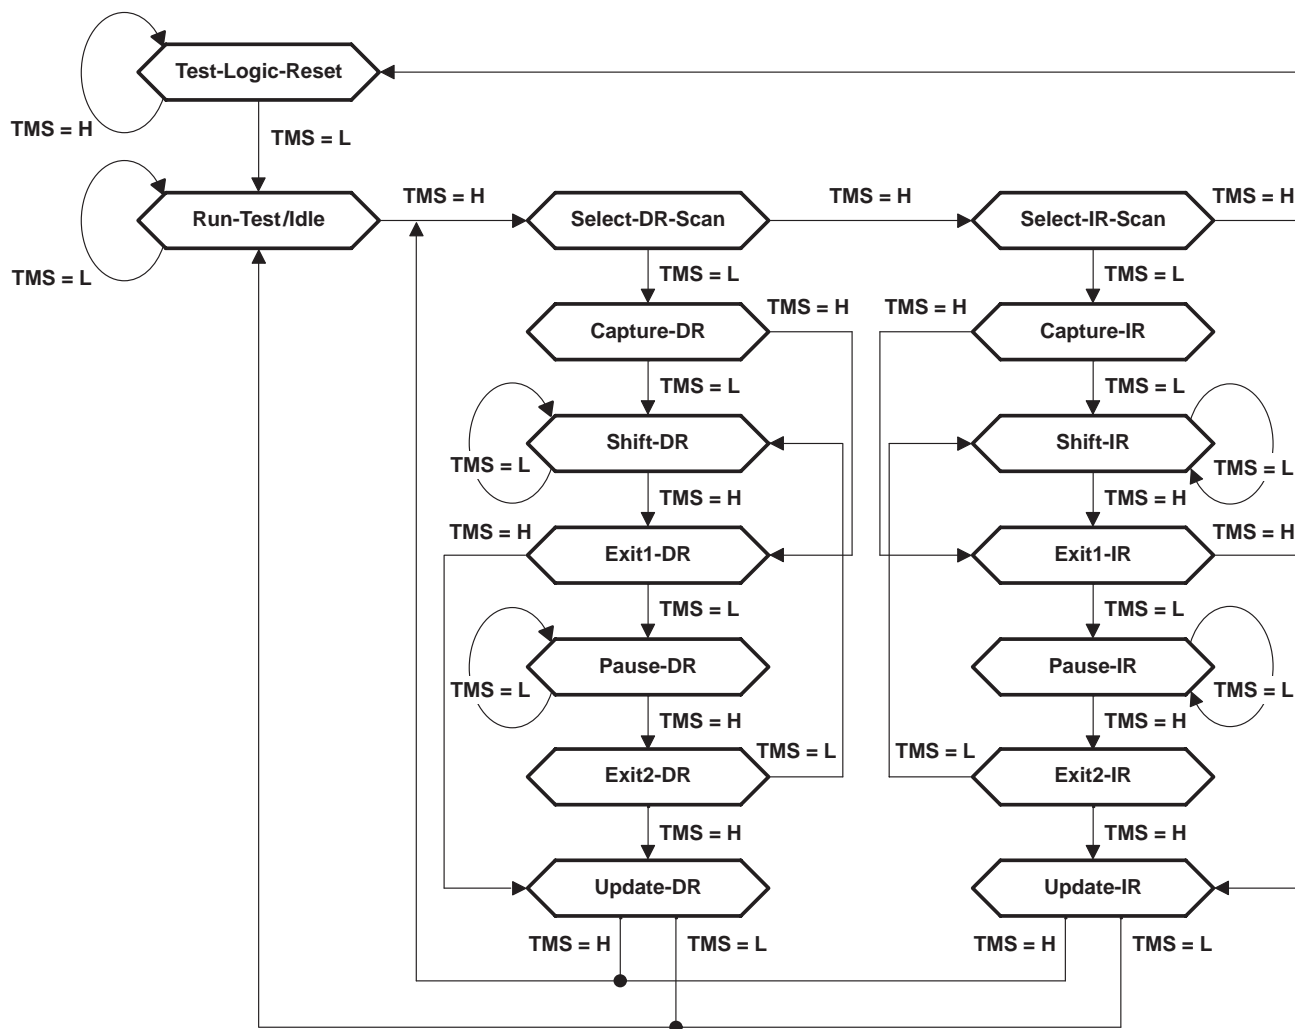 Test-Logic-Reset
TMS = H
TMS = L
Run-Test/Idle
TMS = L
TMS = H
Select-DR-Scan
TMS = H
Select-IR-Scan
TMS = H
TMS = L
TMS = L
Capture-DR
TMS = H
TMS = H
Capture-IR
TMS = L
TMS = L
Shift-DR
Shift-IR
TMS = L
TMS = L
TMS = H
TMS = H
TMS = H
Exit1-DR
Exit1-IR
TMS = H
TMS = L
TMS = L
Pause-DR
Pause-IR
TMS = L
TMS = L
TMS = H
TMS = H
Exit2-DR
TMS = L
TMS = L
Exit2-IR
TMS = H
TMS = H
Update-DR
Update-IR
TMS = H
TMS = L
TMS = H
TMS = L